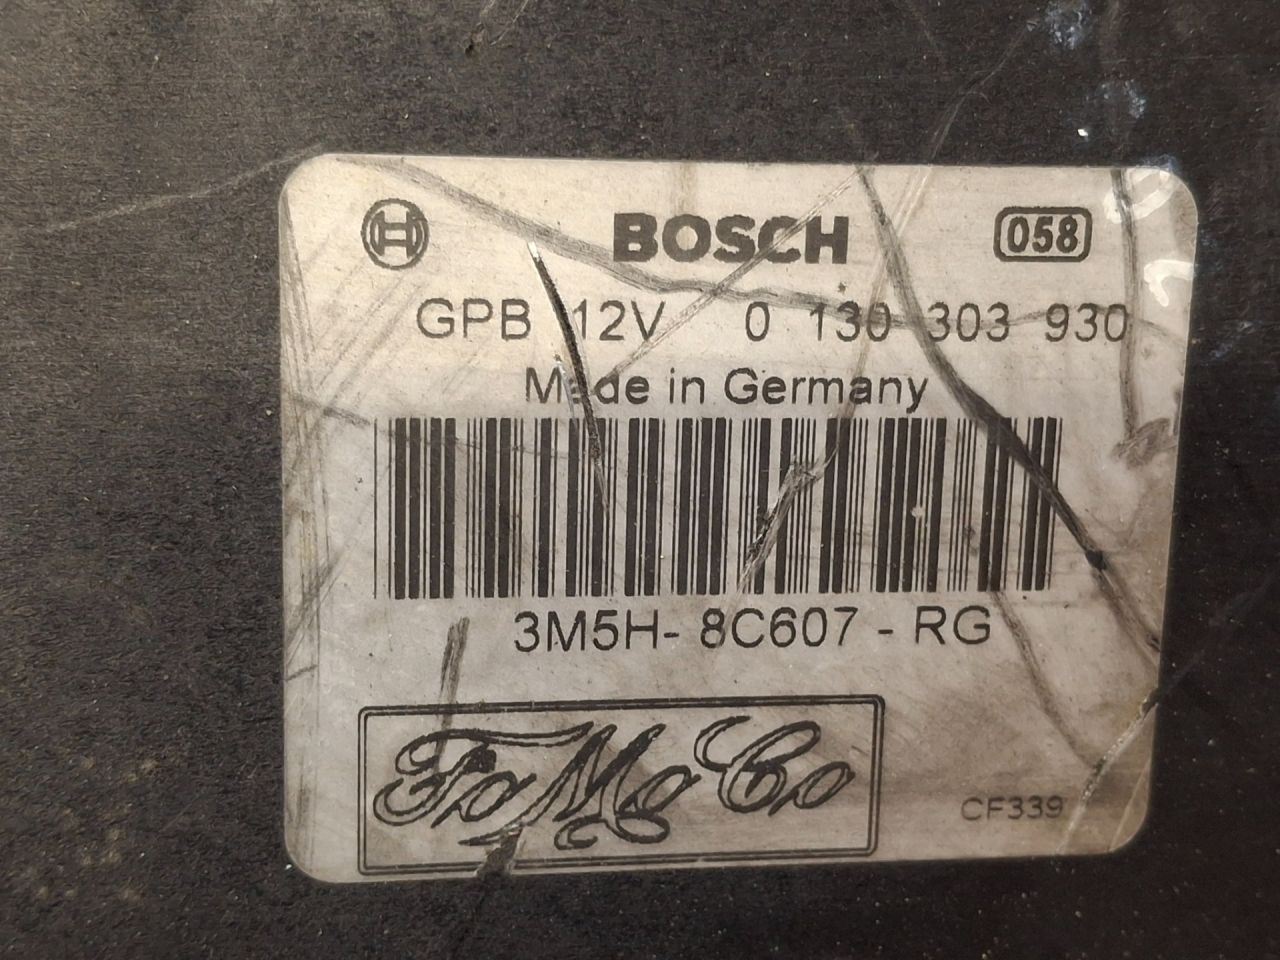 BOSCH 058
GPB 12V 0 130 303 930
Made in Germany
3M5H- 8C607 - RG
FoMoCo
CF339